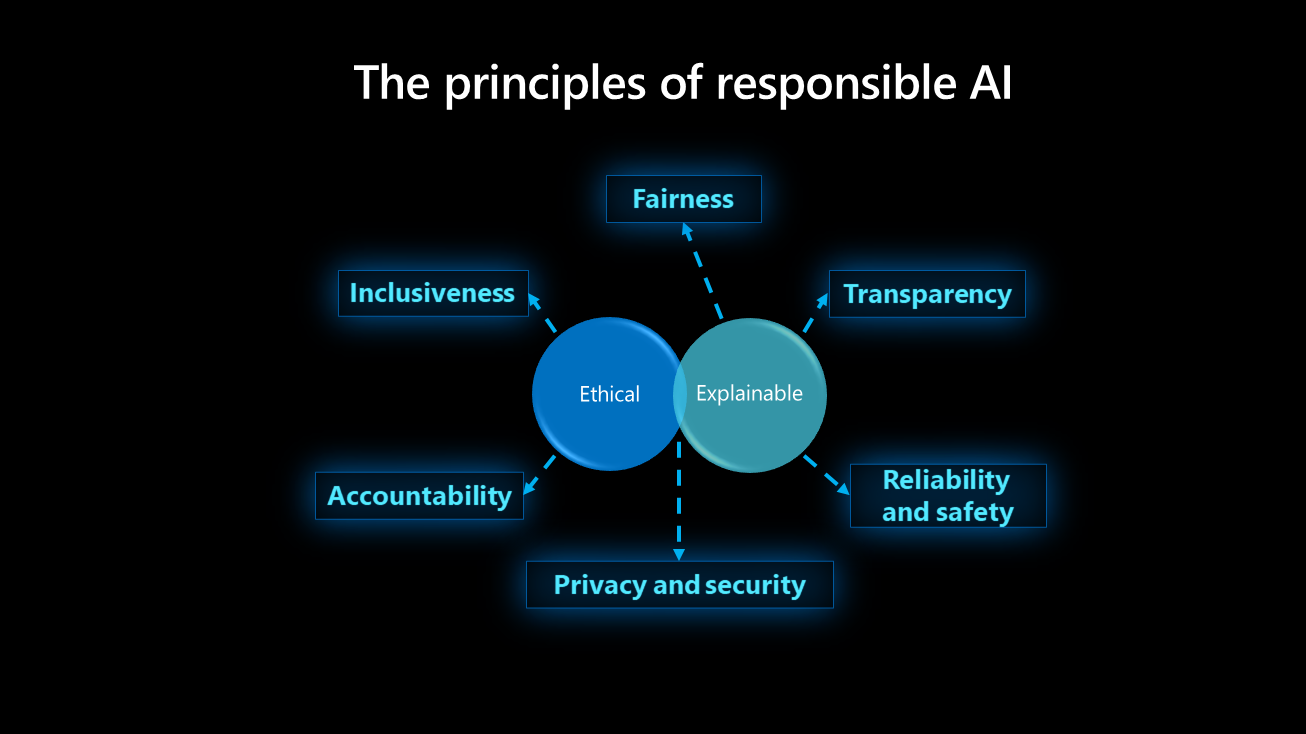 The principles of responsible AI
Fairness
Inclusiveness
Transparency
Ethical
Explainable
Accountability
Reliability
and safety
Privacy and security